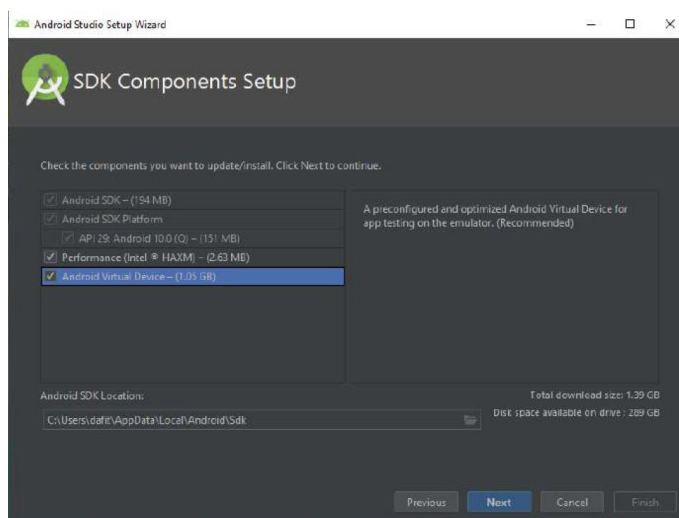 Android Studio Setup Wizard
SDK Components Setup
Check the components you want to update/install. Click Next to continue.
Android SDK – (194 MB)
Android SDK Platform
API 29: Android 10.0 (Q) – (151 MB)
Performance (Intel ® HAXM) – (2.63 MB)
Android Virtual Device – (1.05 GB)
A preconfigured and optimized Android Virtual Device for
app testing on the emulator. (Recommended)
Android SDK Location:
C:\Users\dafit\AppData\Local\Android\Sdk
Total download size: 1.39 GB
Disk space available on drive : 289 GB
Previous
Next
Cancel
Finish